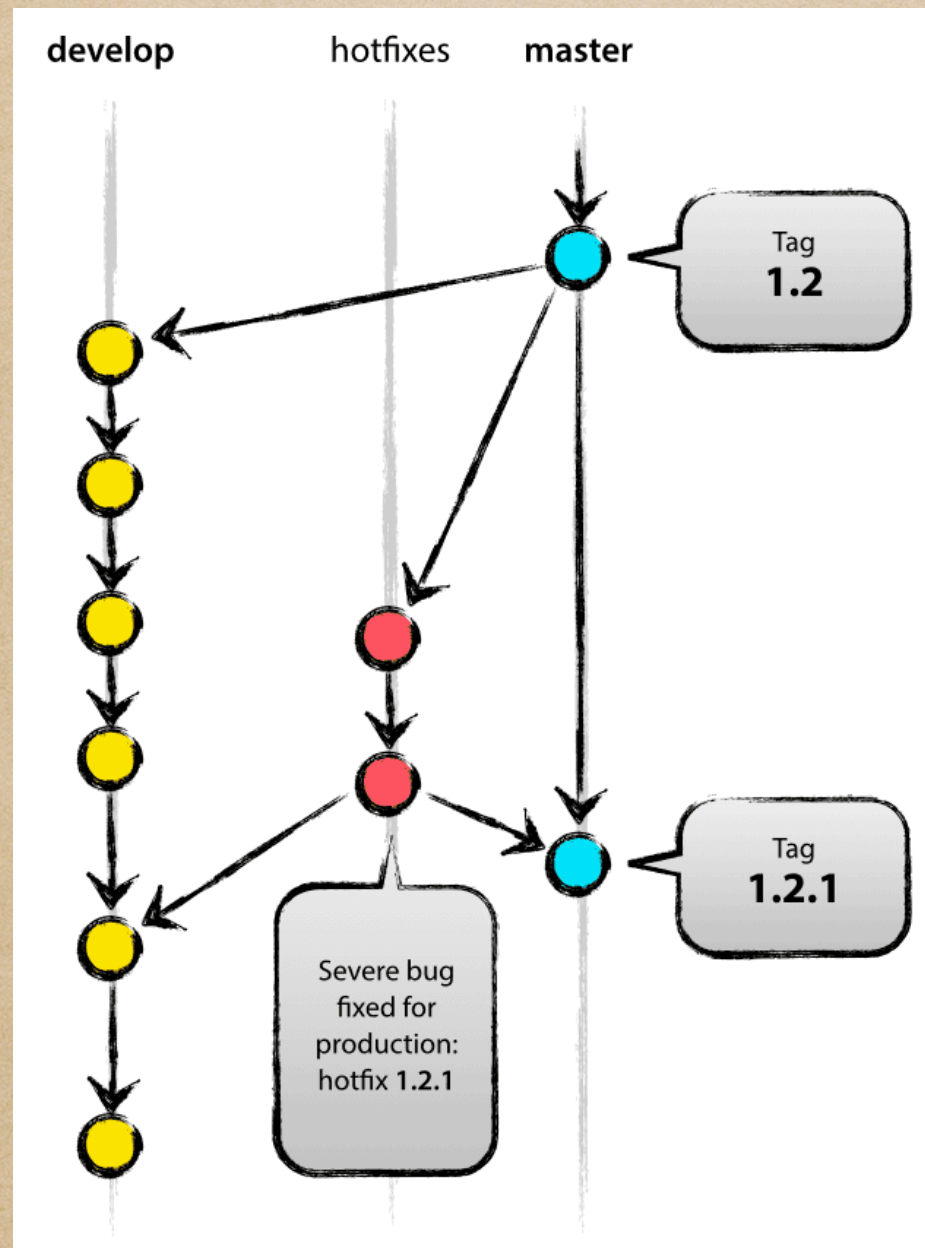 develop hotfixes master
Tag
1.2
Tag
1.2.1
Severe bug
fixed for
production:
hotfix 1.2.1